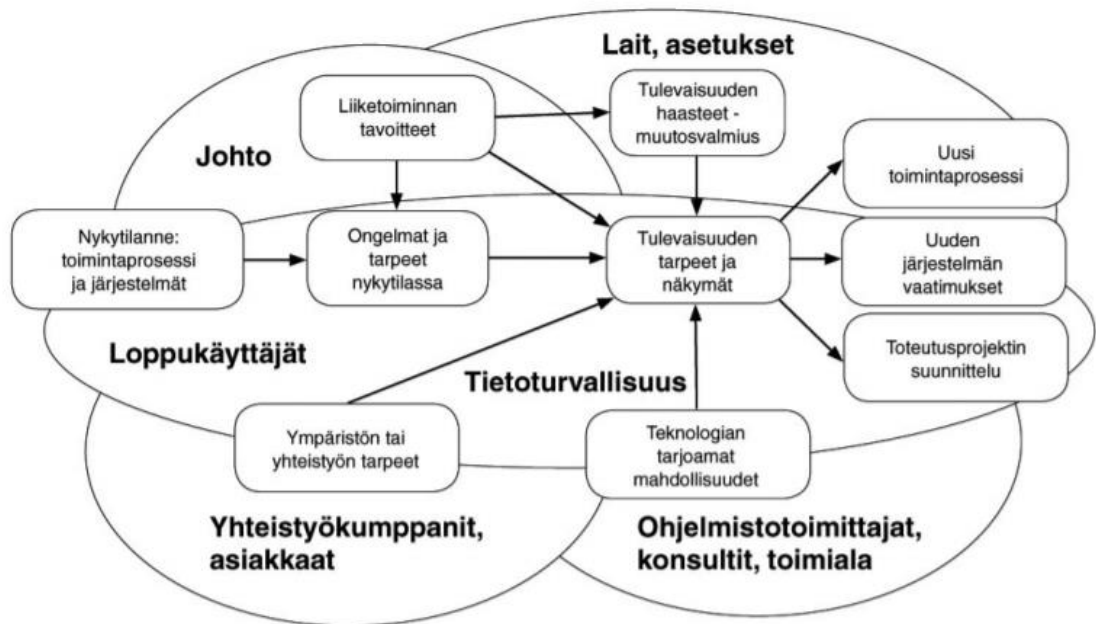 Lait, asetukset
Liiketoiminnan
tavoitteet
Tulevaisuuden
haasteet -
muutosvalmius
Johto
Uusi
toimintaprosessi
Nykytilanne:
toimintaprosessi
ja järjestelmät
Ongelmat ja
tarpeet
nykytilassa
Tulevaisuuden
tarpeet ja
näkymät
Uuden
järjestelmän
vaatimukset
Loppukäyttäjät
Toteutusprojektin
suunnittelu
Tietoturvallisuus
Ympäristön tai
yhteistyön tarpeet
Teknologian
tarjoamat
mahdollisuudet
Yhteistyökumppanit,
asiakkaat
Ohjelmistotoimittajat,
konsultit, toimiala